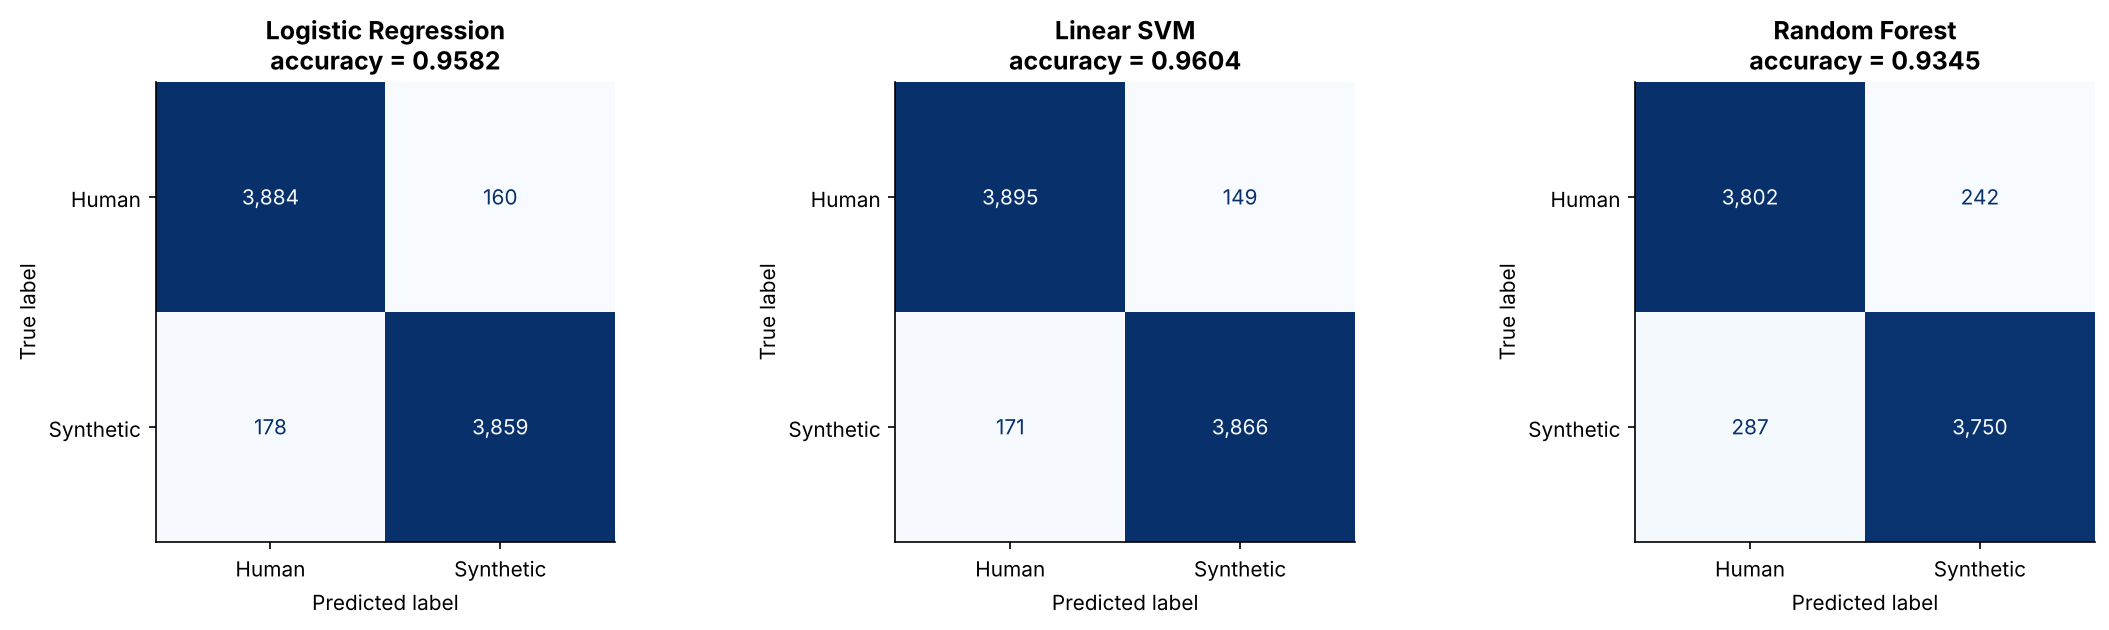 Logistic Regression
accuracy = 0.9582
Human
3,884
160
True label
Synthetic
178
3,859
Human
Synthetic
Predicted label
Linear SVM
accuracy = 0.9604
Human
3,895
149
True label
Synthetic
171
3,866
Human
Synthetic
Predicted label
Random Forest
accuracy = 0.9345
Human
3,802
242
True label
Synthetic
287
3,750
Human
Synthetic
Predicted label